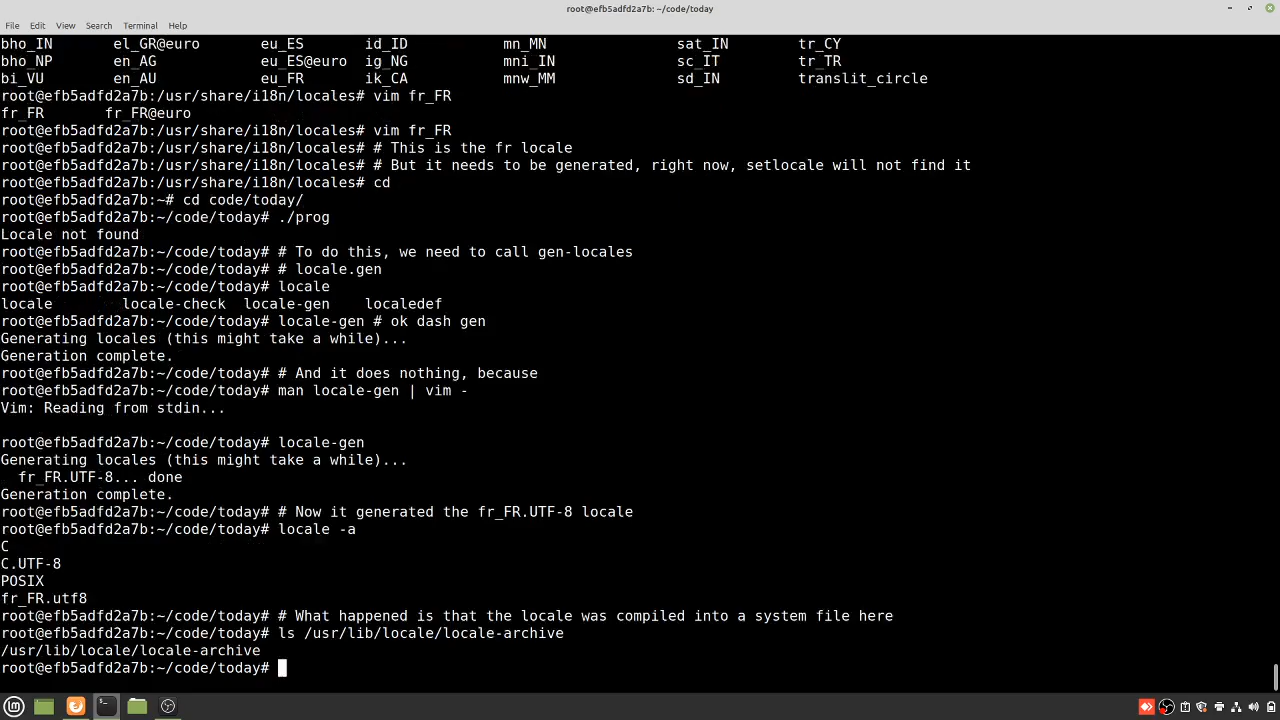 root@efb5adfd2a7b: ~/code/today
File Edit View Search Terminal Help
bho_IN el_GR@euro eu_ES id_ID mn_MN sat_IN tr_CY
bho_NP en_AG eu_ES@euro ig_NG mni_IN sc_IT tr_TR
bi_VU en_AU eu_FR ik_CA mnw_MM sd_IN translit_circle
root@efb5adfd2a7b:/usr/share/i18n/locales# vim fr_FR
fr_FR fr_FR@euro
root@efb5adfd2a7b:/usr/share/i18n/locales# vim fr_FR
root@efb5adfd2a7b:/usr/share/i18n/locales# # This is the fr locale
root@efb5adfd2a7b:/usr/share/i18n/locales# # But it needs to be generated, right now, setlocale will not find it
root@efb5adfd2a7b:/usr/share/i18n/locales# cd
root@efb5adfd2a7b:~# cd code/today/
root@efb5adfd2a7b:~/code/today# ./prog
Locale not found
root@efb5adfd2a7b:~/code/today# # To do this, we need to call gen-locales
root@efb5adfd2a7b:~/code/today# # locale.gen
root@efb5adfd2a7b:~/code/today# locale
locale locale-check locale-gen localedef
root@efb5adfd2a7b:~/code/today# locale-gen # ok dash gen
Generating locales (this might take a while)...
Generation complete.
root@efb5adfd2a7b:~/code/today# # And it does nothing, because
root@efb5adfd2a7b:~/code/today# man locale-gen | vim -
Vim: Reading from stdin...
root@efb5adfd2a7b:~/code/today# locale-gen
Generating locales (this might take a while)...
fr_FR.UTF-8... done
Generation complete.
root@efb5adfd2a7b:~/code/today# # Now it generated the fr_FR.UTF-8 locale
root@efb5adfd2a7b:~/code/today# locale -a
C
C.UTF-8
POSIX
fr_FR.utf8
root@efb5adfd2a7b:~/code/today# # What happened is that the locale was compiled into a system file here
root@efb5adfd2a7b:~/code/today# ls /usr/lib/locale/locale-archive
/usr/lib/locale/locale-archive
root@efb5adfd2a7b:~/code/today#